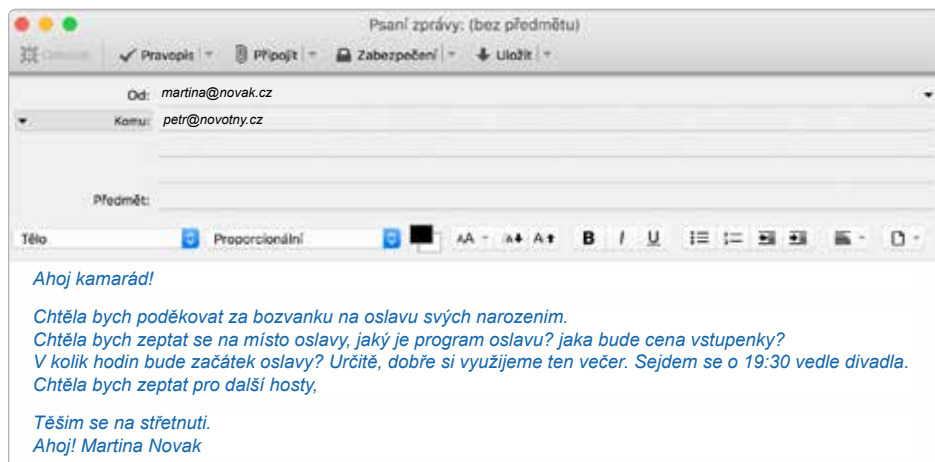 Psaní zprávy: (bez předmětu)
Pravopis Připojit Zabezpečení Uložit
Od: martina@novak.cz
Komu: petr@novotny.cz
Předmět:
Tělo Proporcionální B I U
Ahoj kamarád!
Chtěla bych poděkovat za bozvanku na oslavu svých narozenim.
Chtěla bych zeptat se na místo oslavy, jaký je program oslavu? jaka bude cena vstupenky?
V kolik hodin bude začátek oslavy? Určitě, dobře si využijeme ten večer. Sejdem se o 19:30 vedle divadla.
Chtěla bych zeptat pro další hosty,
Těšim se na střetnuti.
Ahoj! Martina Novak